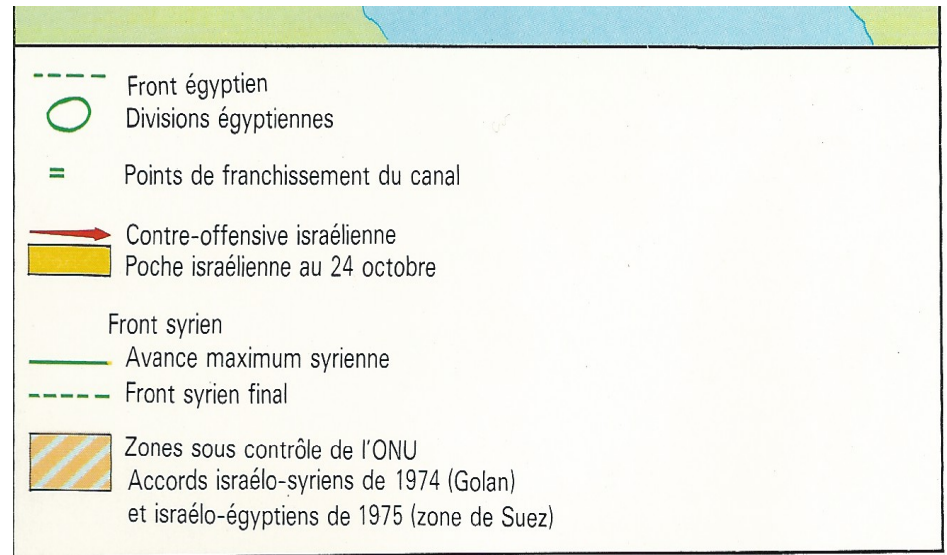 Front égyptien
Divisions égyptiennes
Points de franchissement du canal
Contre-offensive israélienne
Poche israélienne au 24 octobre
Front syrien
Avance maximum syrienne
Front syrien final
Zones sous contrôle de l'ONU
Accords israélo-syriens de 1974 (Golan)
et israélo-égyptiens de 1975 (zone de Suez)